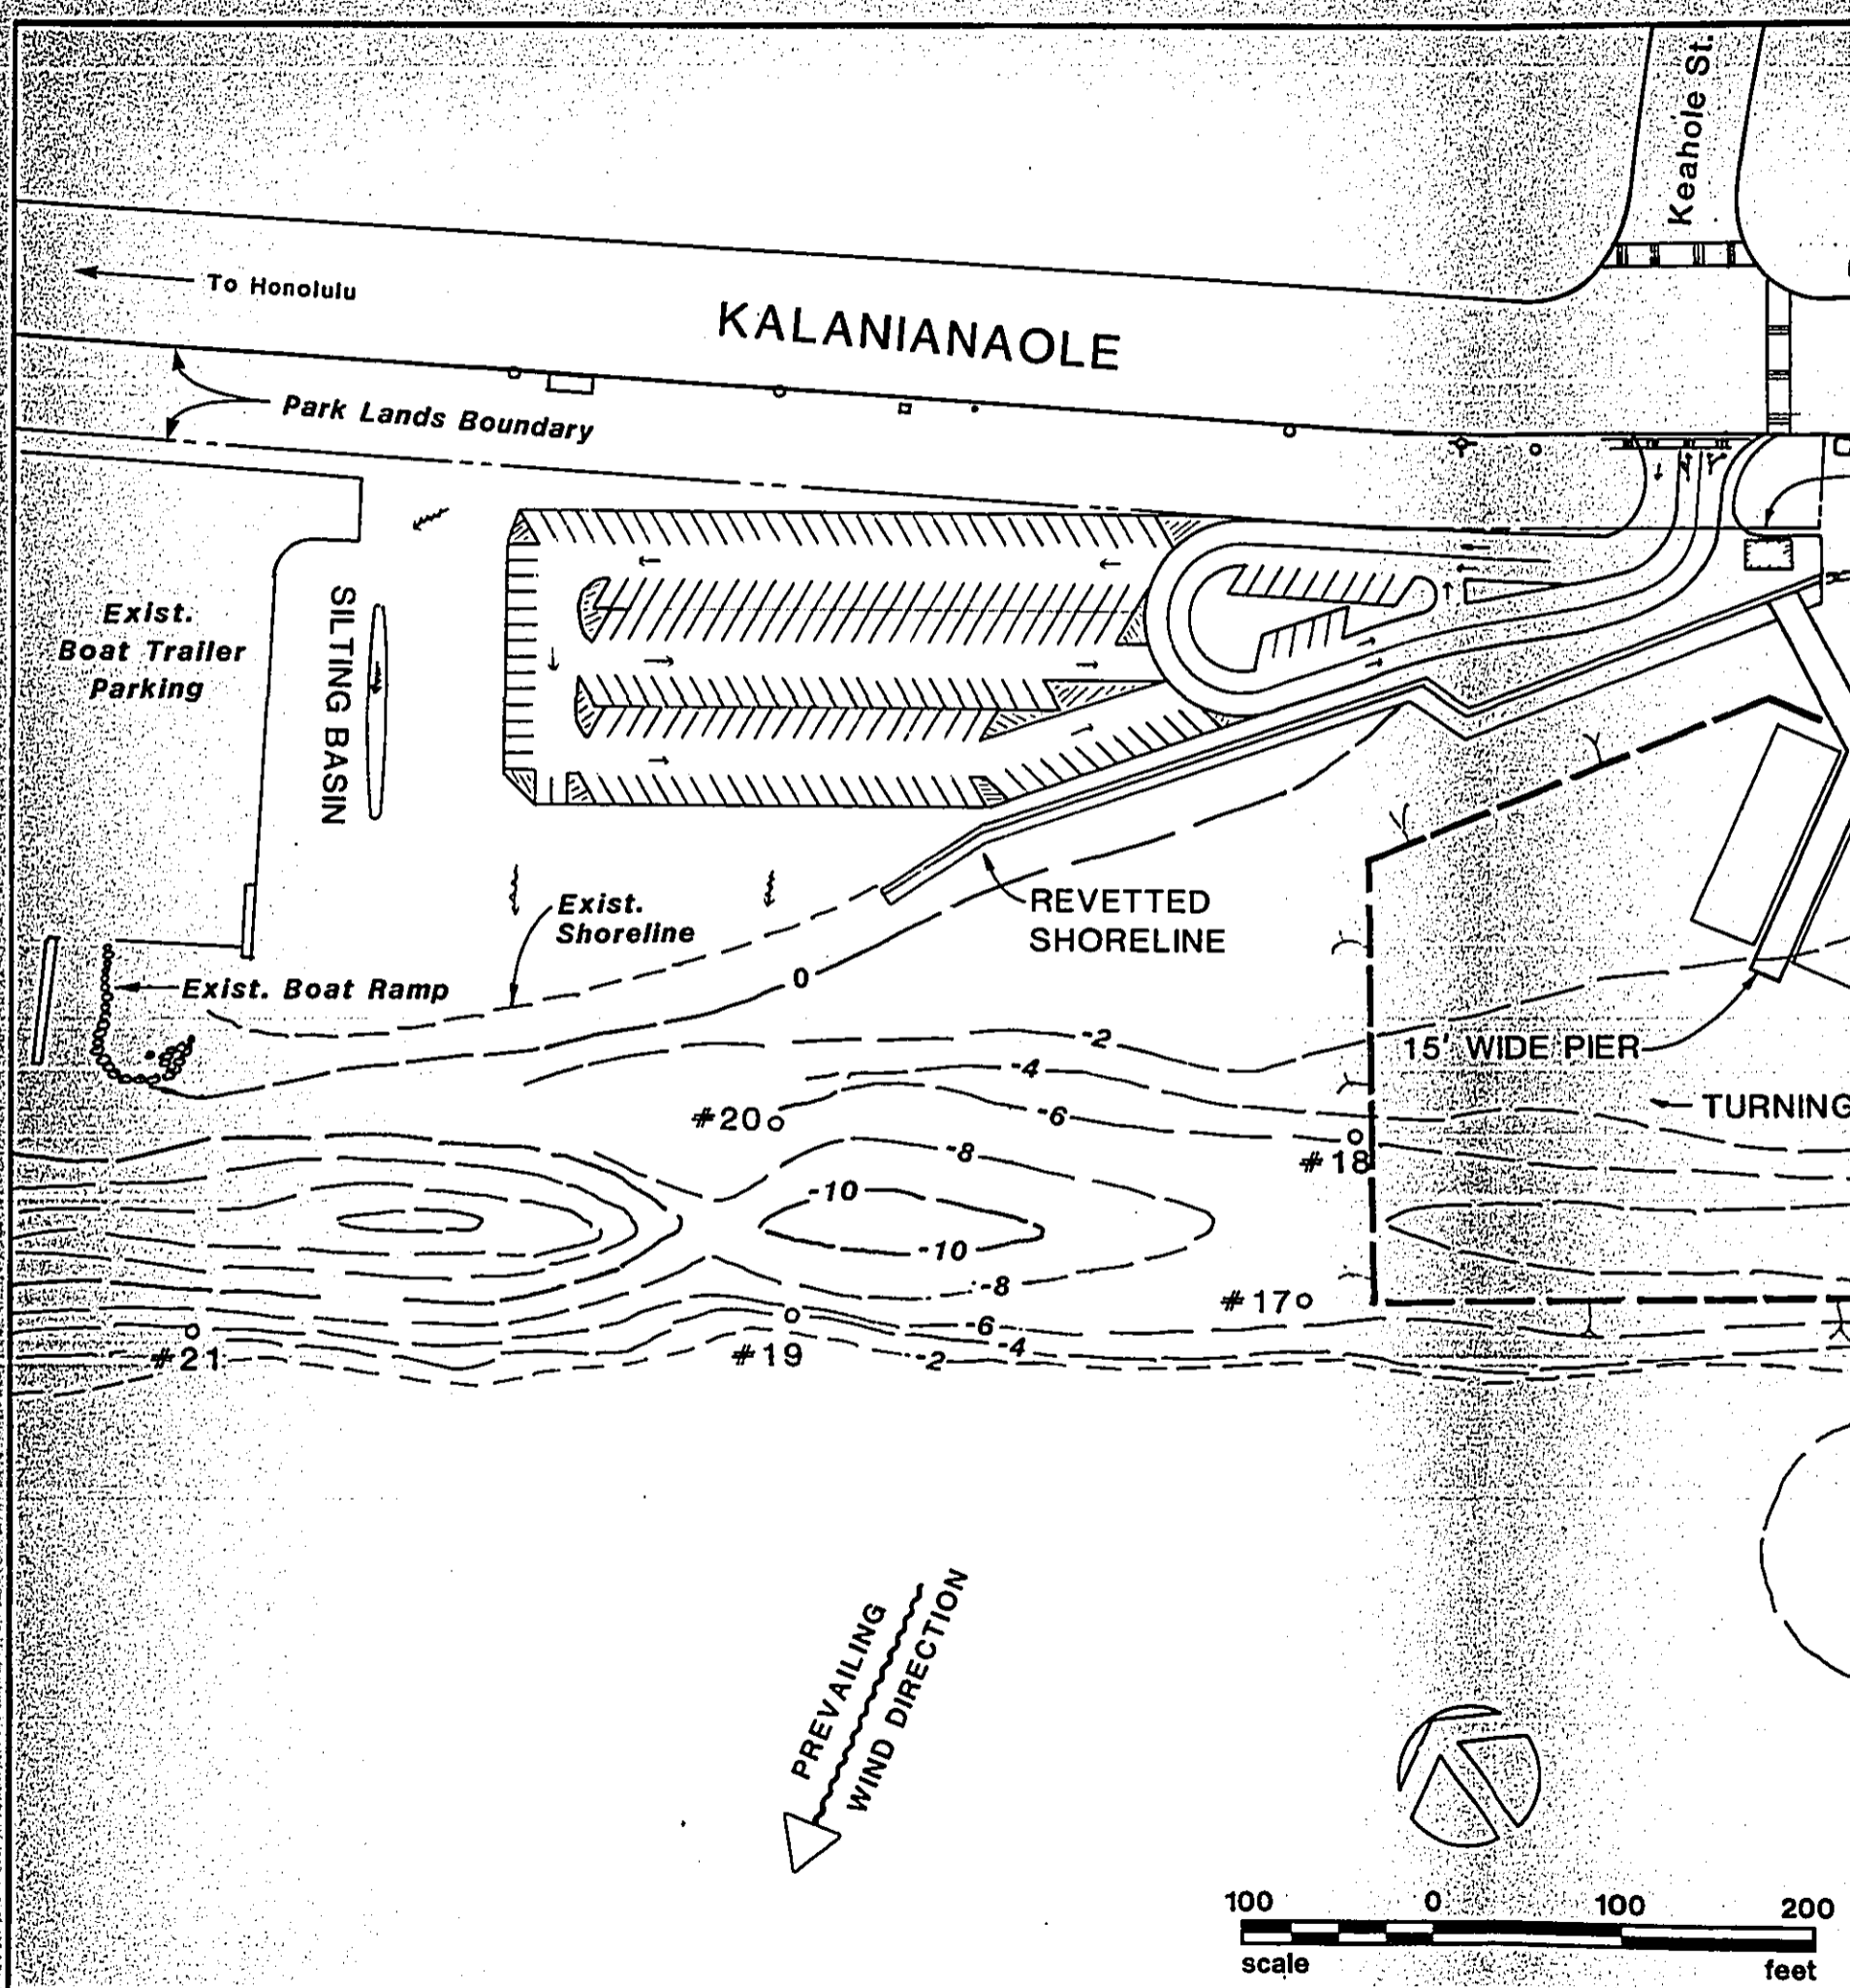 Keahole St.
To Honolulu
KALANIANAOLE
Park Lands Boundary
Exist.
Boat Trailer
Parking
SILTING BASIN
Exist.
Shoreline
REVETTED
SHORELINE
Exist. Boat Ramp
0
15' WIDE PIER
-2
-4
-6
TURNING
#20
#18
-8
-10
-10
-8
#17
-6
-4
-2
#21
#19
PREVAILING
WIND DIRECTION
100 0 100 200
scale feet